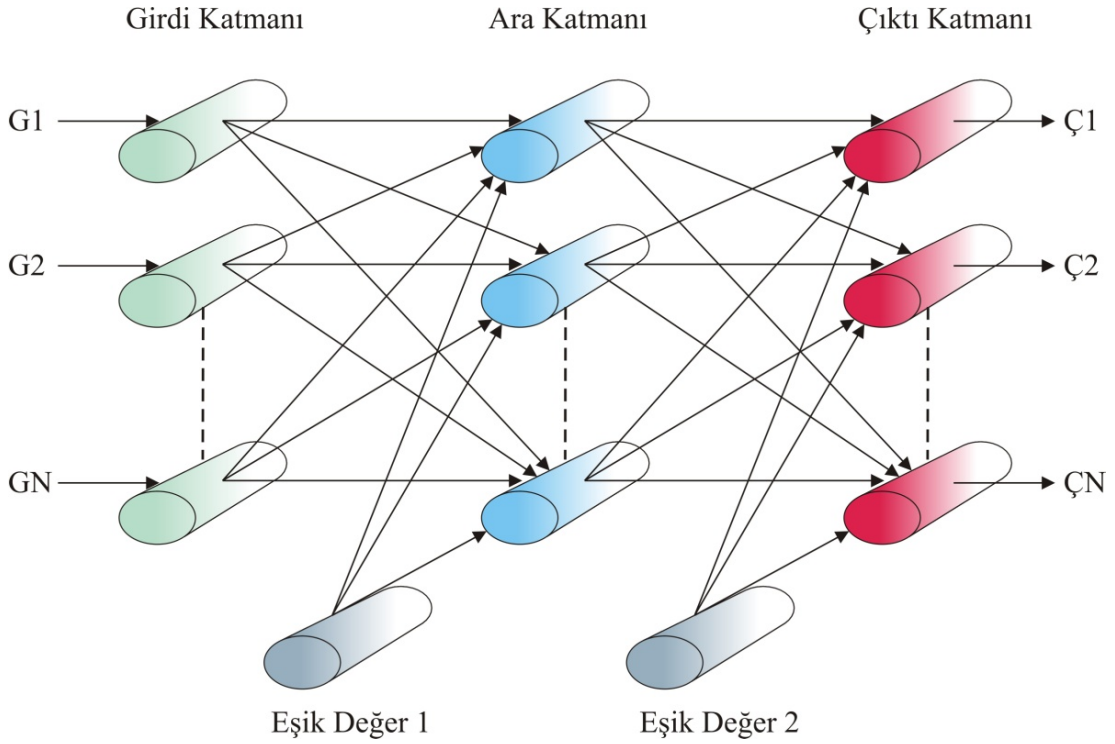 Girdi Katmanı
Ara Katmanı
Çıktı Katmanı
G1
Ç1
G2
Ç2
GN
ÇN
Eşik Değer 1
Eşik Değer 2